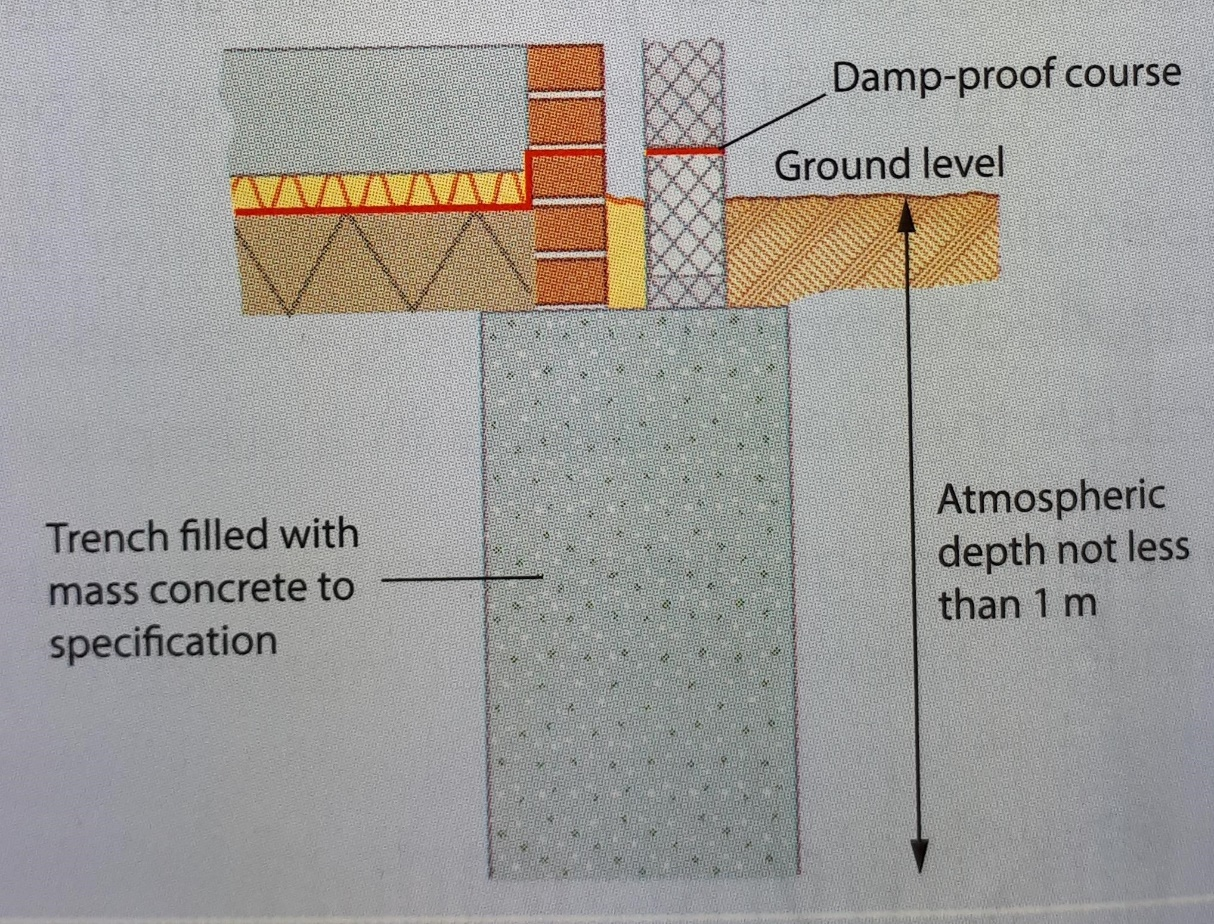 Damp-proof course
Ground level
Trench filled with
mass concrete to
specification
Atmospheric
depth not less
than 1 m